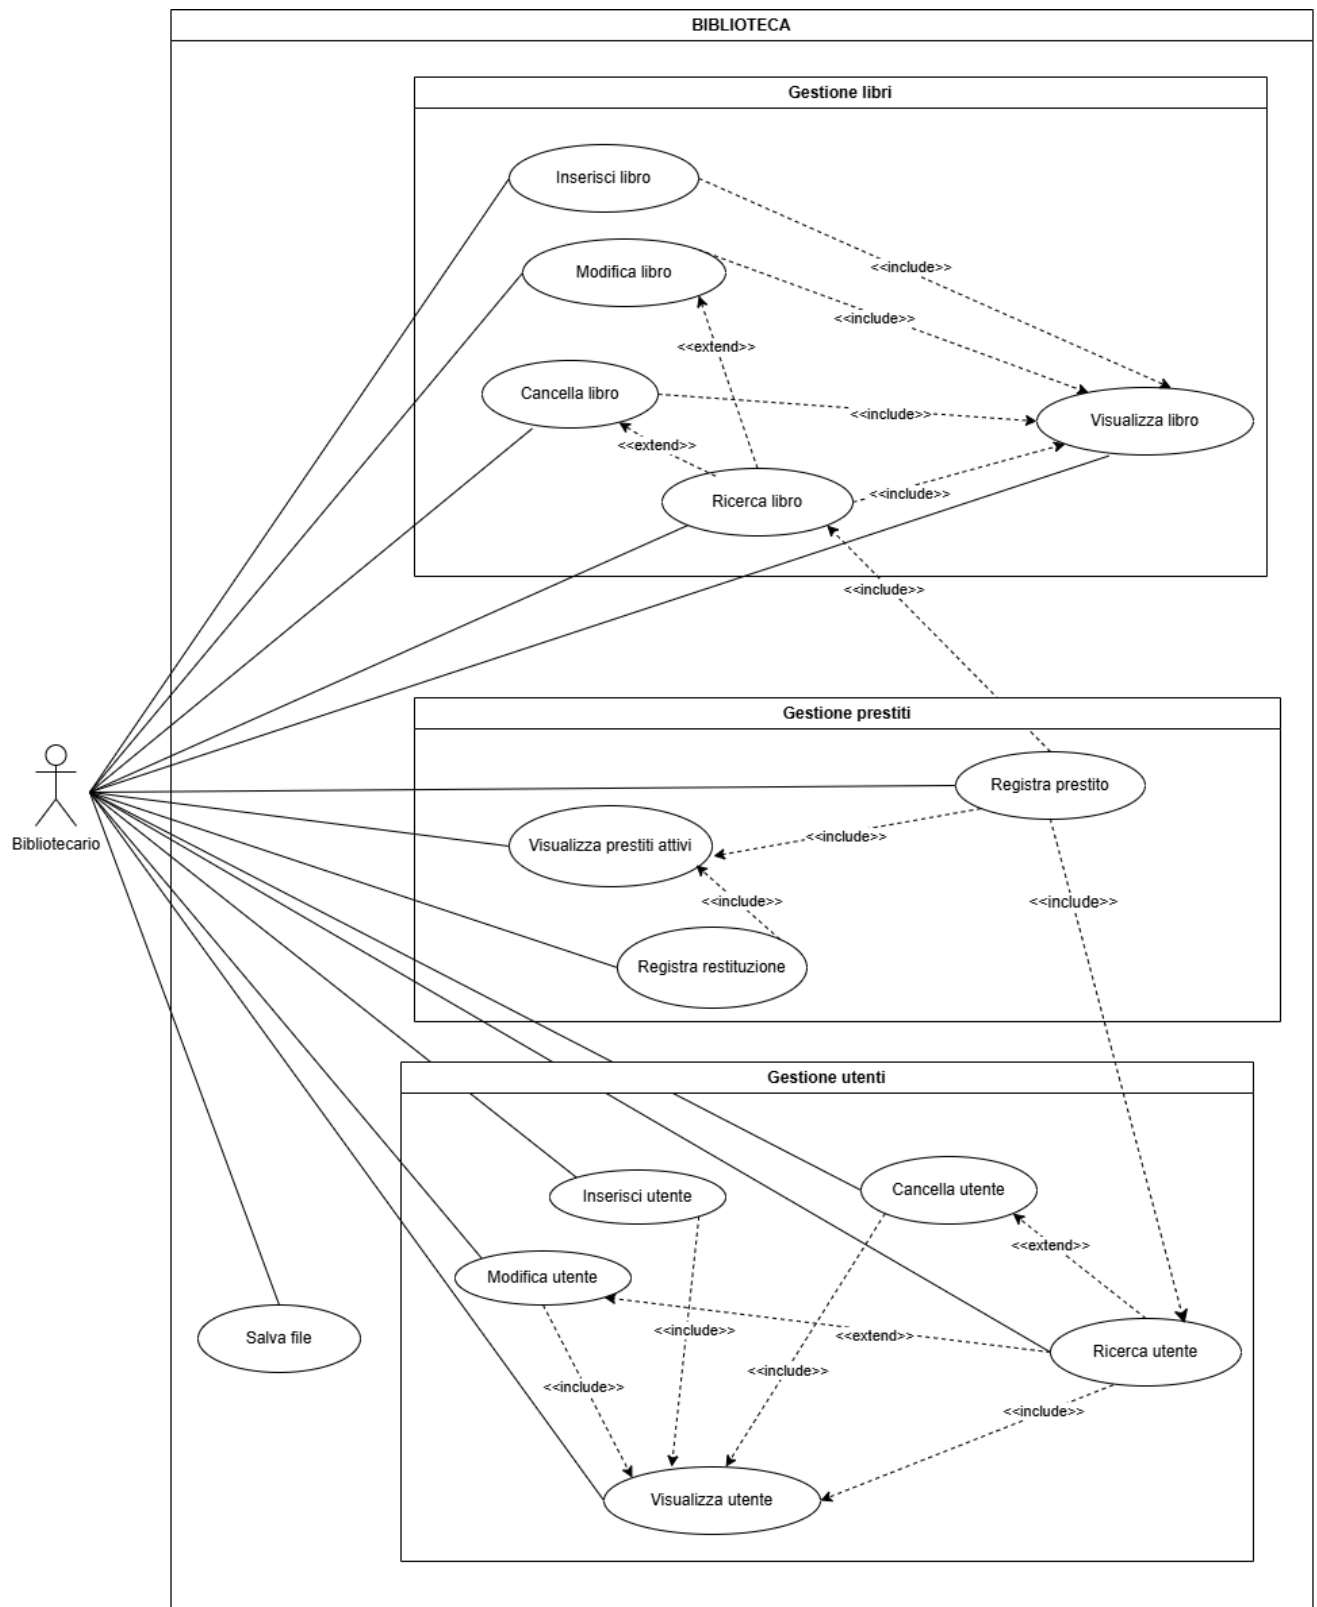 BIBLIOTECA
Gestione libri
Inserisci libro
<<include>>
Modifica libro
<<include>>
<<extend>>
Cancella libro
<<include>>
Visualizza libro
<<extend>>
<<include>>
Ricerca libro
<<include>>
Gestione prestiti
Registra prestito
Bibliotecario
<<include>>
Visualizza prestiti attivi
<<include>>
<<include>>
Registra restituzione
Gestione utenti
Cancella utente
Inserisci utente
<<extend>>
Modifica utente
<<include>>
<<extend>>
Salva file
Ricerca utente
<<include>>
<<include>>
<<include>>
Visualizza utente